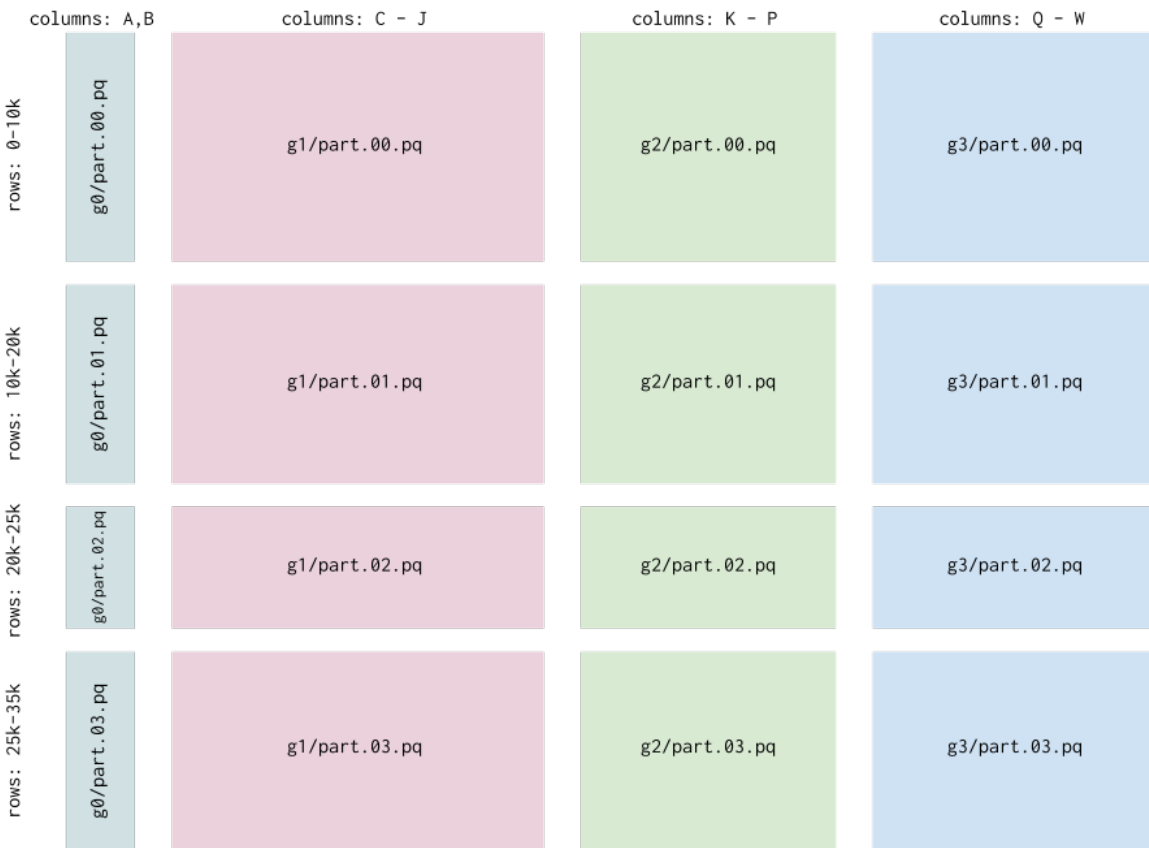 columns: A,B
columns: C - J
columns: K - P
columns: Q - W
rows: 0-10k
g0/part.00.pq
g1/part.00.pq
g2/part.00.pq
g3/part.00.pq
rows: 10k-20k
g0/part.01.pq
g1/part.01.pq
g2/part.01.pq
g3/part.01.pq
rows: 20k-25k
g0/part.02.pq
g1/part.02.pq
g2/part.02.pq
g3/part.02.pq
rows: 25k-35k
g0/part.03.pq
g1/part.03.pq
g2/part.03.pq
g3/part.03.pq